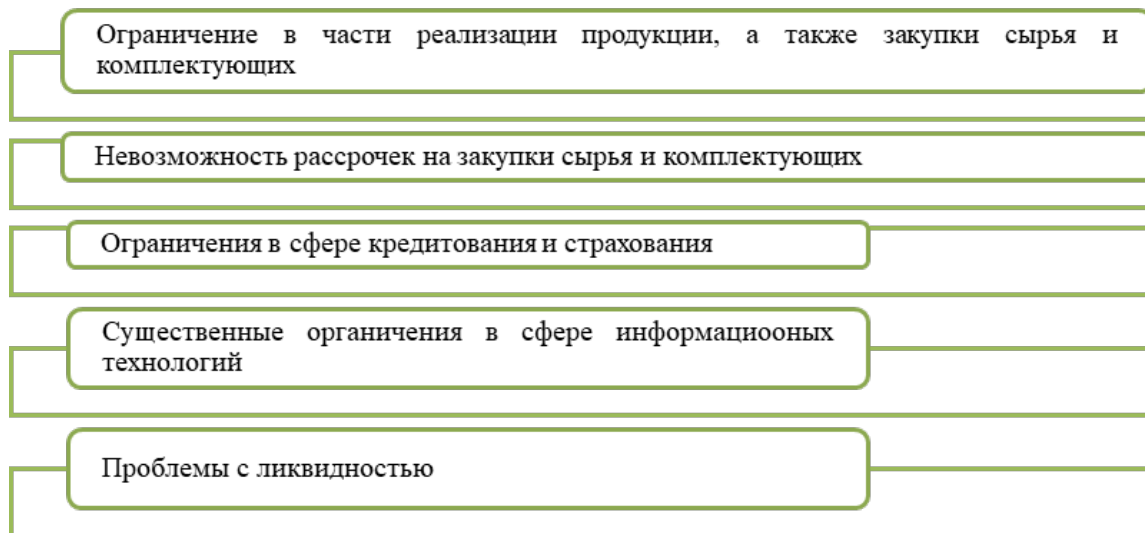 Ограничение в части реализации продукции, а также закупки сырья и
комплектующих
Невозможность рассрочек на закупки сырья и комплектующих
Ограничения в сфере кредитования и страхования
Существенные органичения в сфере информациооных
технологий
Проблемы с ликвидностью